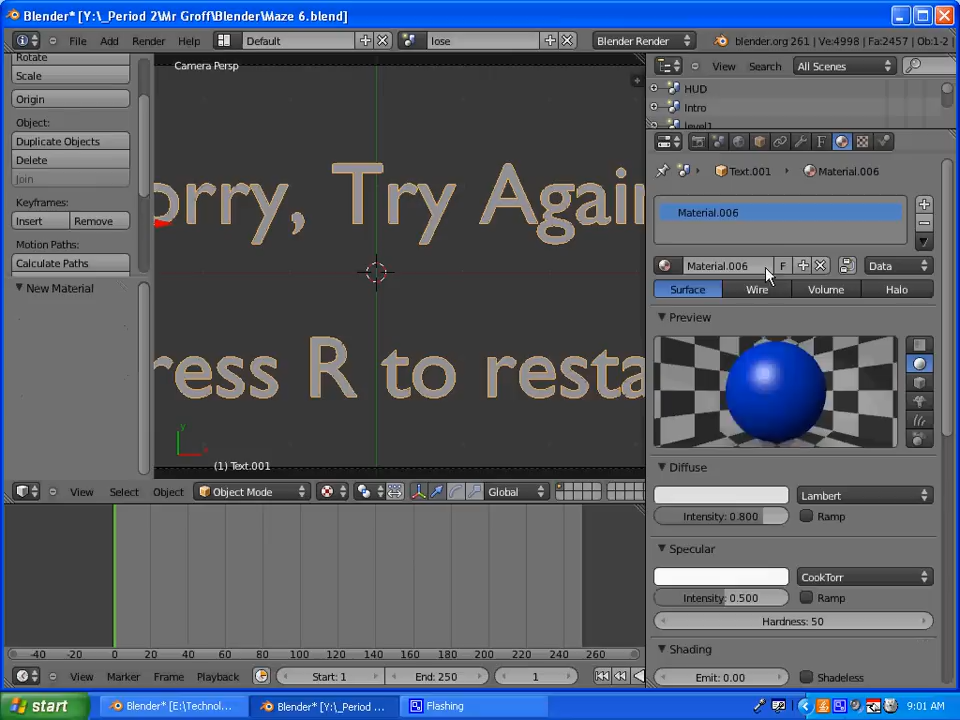 Blender* [Y:\_Period 2\Mr Groff\Blender\Maze 6.blend]
File Add Render Help Default lose Blender Render blender.org 261 | Ve:4998 | Fa:2457 | Ob:1-2
Rotate
Scale
Origin
Object:
Duplicate Objects
Delete
Join
Keyframes:
Insert Remove
Motion Paths:
Calculate Paths
New Material
Camera Persp
orry, Try Again
ress R to resta
y
(1) Text.001
View Select Object Object Mode Global
View Search All Scenes
HUD
Intro
level1
Text.001 Material.006
Material.006
Material.006 F Data
Surface Wire Volume Halo
Preview
Diffuse
Lambert
Intensity: 0.800 Ramp
Specular
CookTorr
Intensity: 0.500 Ramp
Hardness: 50
Shading
Emit: 0.00 Shadeless
-40 -20 0 20 40 60 80 100 120 140 160 180 200 220 240 260
View Marker Frame Playback Start: 1 End: 250 1
start Blender* [E:\Technol... Blender* [Y:\_Period ... Flashing 9:01 AM